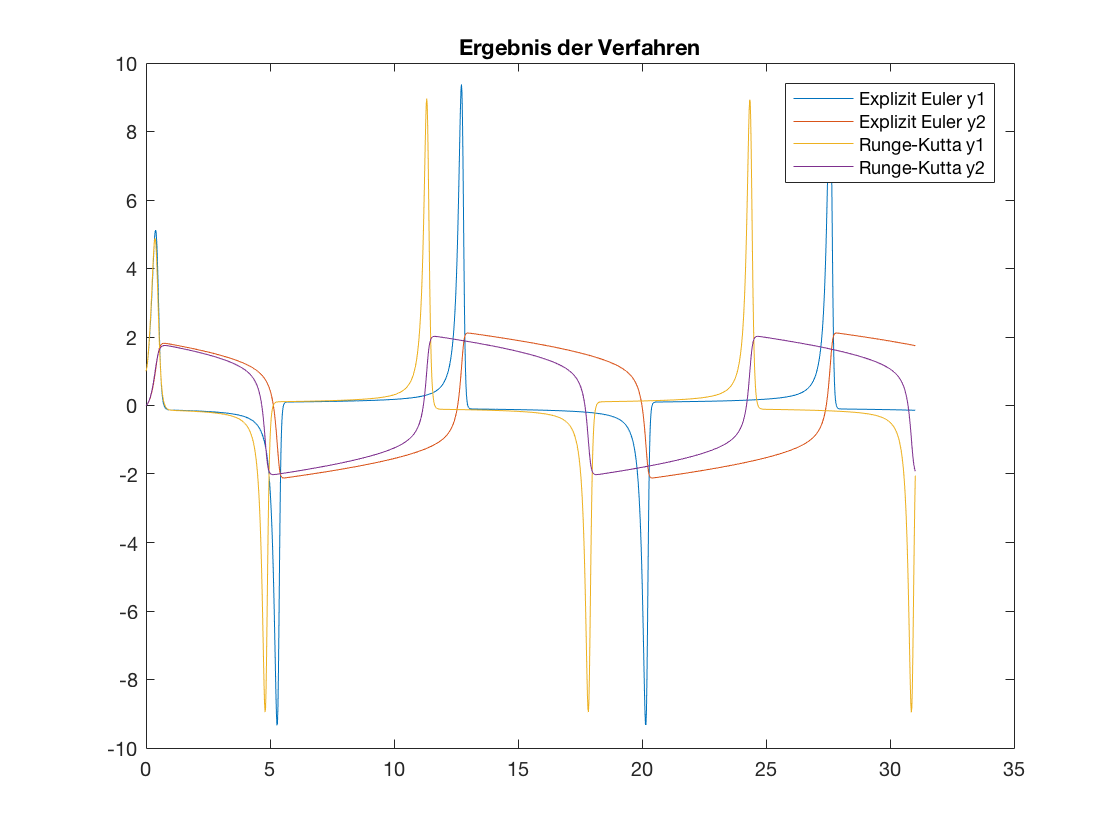 Ergebnis der Verfahren
10
8
6
4
2
0
-2
-4
-6
-8
-10
0 5 10 15 20 25 30 35
Explizit Euler y1
Explizit Euler y2
Runge-Kutta y1
Runge-Kutta y2